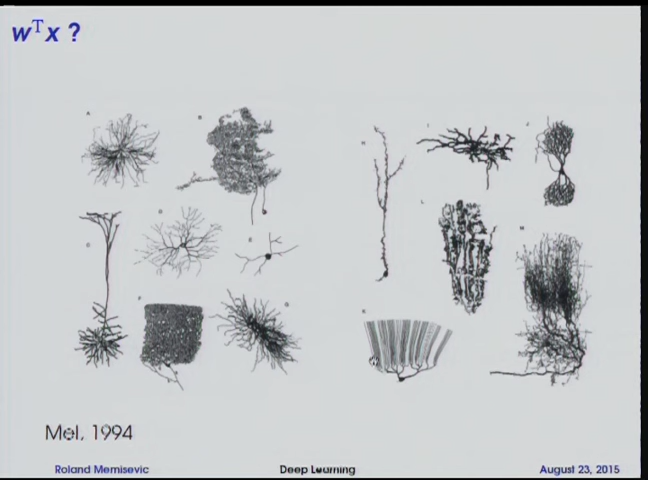 wᵀx ?
A
B
H
I
J
C
D
E
L
M
F
G
K
Mel, 1994
Roland Memisevic Deep Learning August 23, 2015